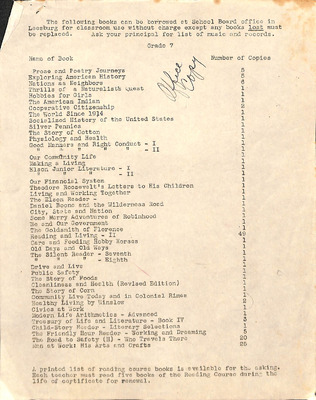 The following books can be borrowed at School Board office in
Leesburg for classroom use without charge except any books lost must
be replaced. Ask your principal for list of music and records.
Grade 7
Name of Book Number of Copies
Office Copy
Prose and Poetry Journeys
Exploring American History
Nations as Neighbors
Thrills of a Naturalist's Quest
Hobbies for Girls
The American Indian
Cooperative Citizenship
The World Since 1914
Socialized History of the United States
Silver Pennies
The Story of Cotton
Physiology and Health
Good Manners and Right Conduct - I
" " " " " - II
Our Community Life
Making a Living
Elson Junior Literature - I
" " " - II
Our Financial System
Theodore Roosevelt's Letters to His Children
Living and Working Together
The Elson Reader -
Daniel Boone and the Wilderness Road
City, State and Nation
Some Merry Adventures of Robinhood
We and Our Government
The Goldsmith of Florence
Reading and Living - II
Care and Feeding Hobby Horses
Old Days and Old Ways
The Silent Reader - Seventh
" " " - Eighth
Drive and Live
Public Safety
The Story of Foods
Cleanliness and Health (Revised Edition)
The Story of Corn
Community Live Today and in Colonial Times
Healthy Living by Winslow
Civics at Work
Modern Life Arithmetics - Advanced
Treasury of Life and Literature - Book IV
Child-Story Reader - Literary Selections
The Friendly Hour Reader - Working and Dreaming
The Road to Safety (H) - Who Travels There 20
Men at Work His Arts and Crafts 26
A printed list of reading course books is available for the asking.
Each teacher must read five books of the Reading Course during the
life of certificate for renewal.